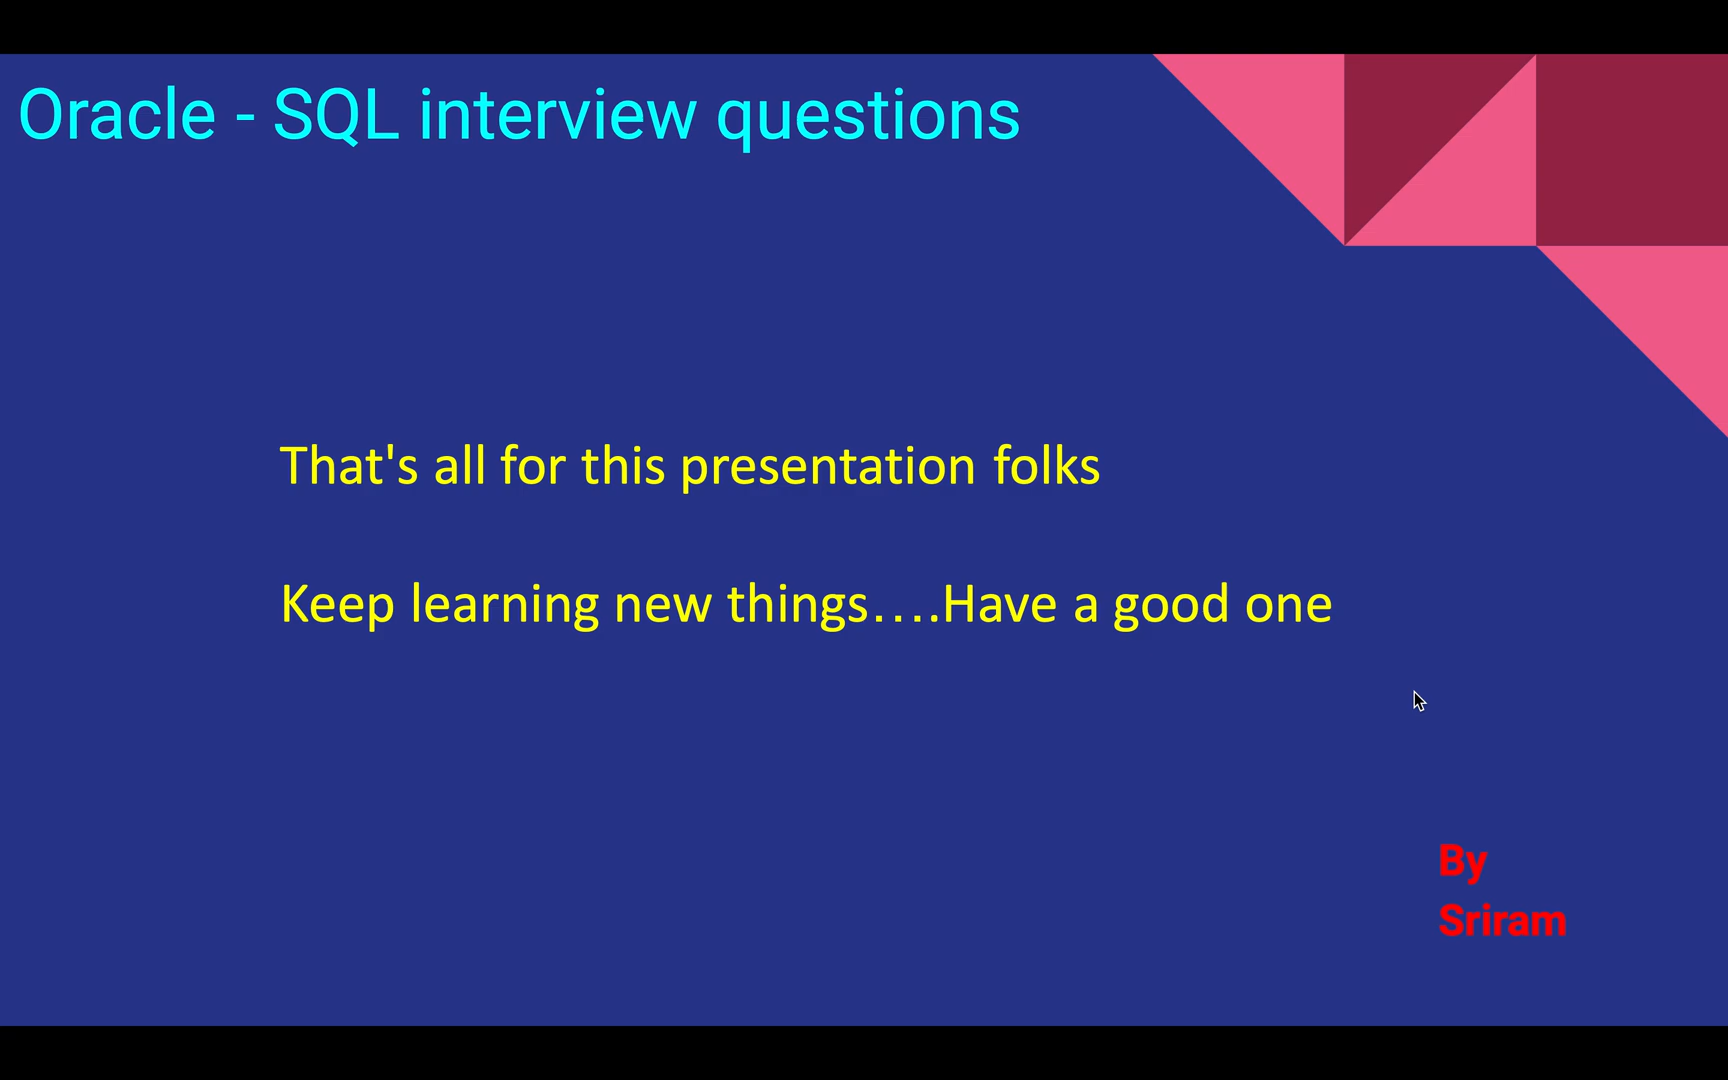 Oracle - SQL interview questions
That's all for this presentation folks
Keep learning new things....Have a good one
By
Sriram